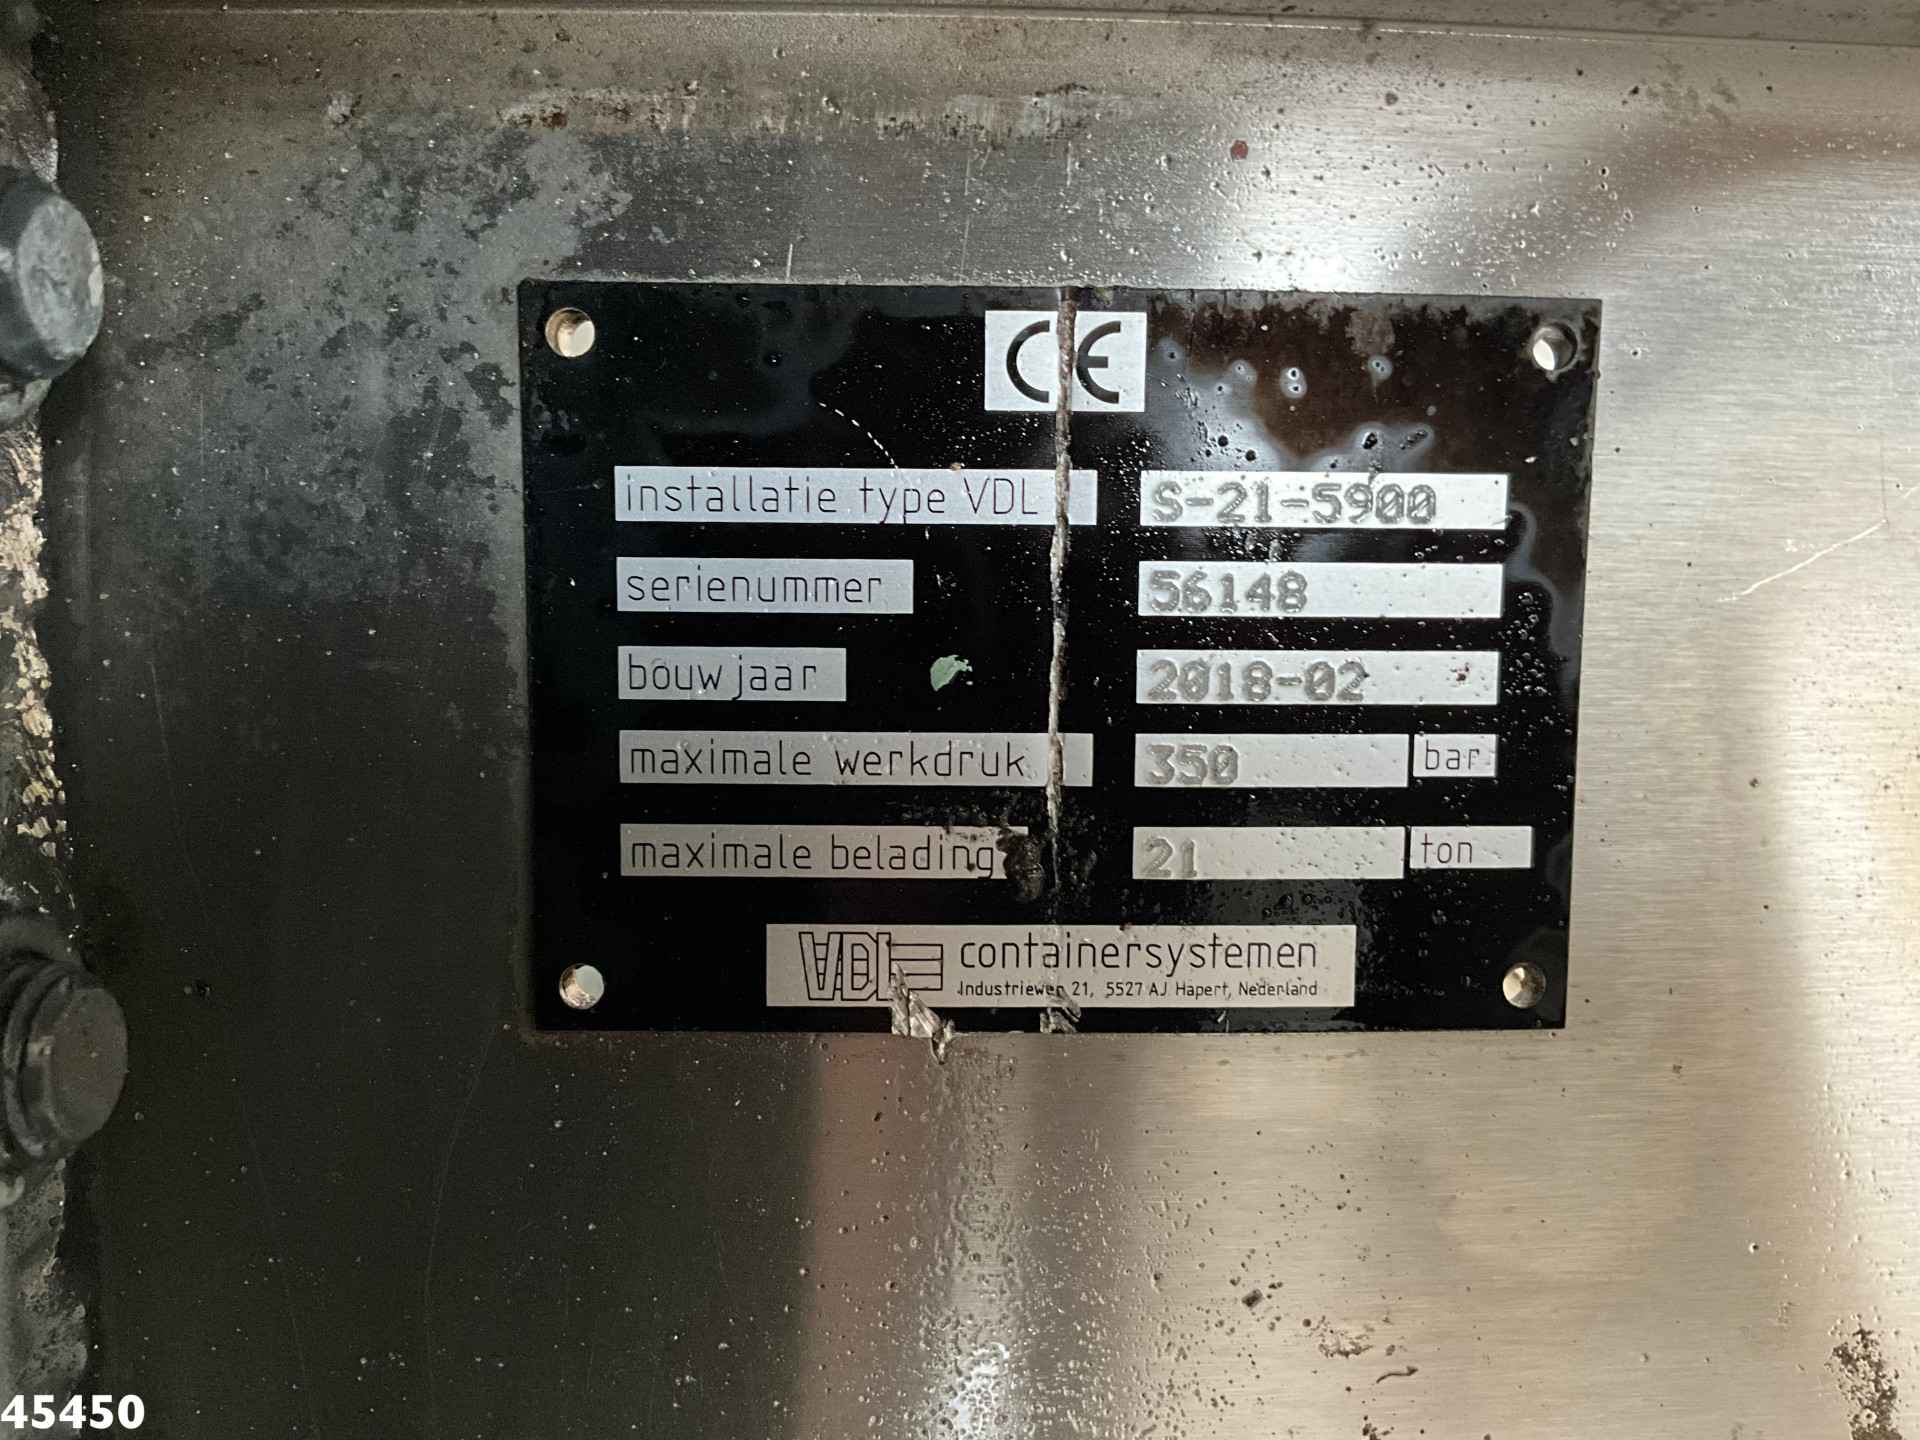 CE
installatie type VDL S-21-5900
serienummer 56148
bouwjaar 2018-02
maximale werkdruk 350 bar
maximale belading 21 ton
VDL containersystemen
Industrieweg 21, 5527 AJ Hapert, Nederland
45450